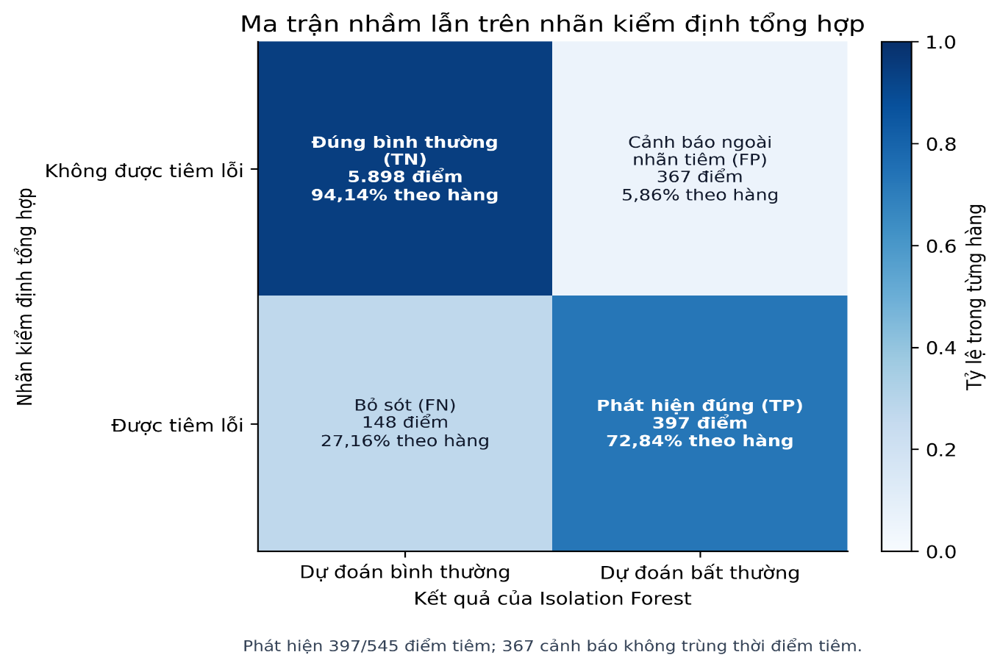 Ma trận nhầm lẫn trên nhãn kiểm định tổng hợp
Nhãn kiểm định tổng hợp
Không được tiêm lỗi
Được tiêm lỗi
Đúng bình thường
(TN)
5.898 điểm
94,14% theo hàng
Cảnh báo ngoài
nhãn tiêm (FP)
367 điểm
5,86% theo hàng
Bỏ sót (FN)
148 điểm
27,16% theo hàng
Phát hiện đúng (TP)
397 điểm
72,84% theo hàng
Dự đoán bình thường
Dự đoán bất thường
Kết quả của Isolation Forest
1.0
0.8
0.6
0.4
0.2
0.0
Tỷ lệ trong từng hàng
Phát hiện 397/545 điểm tiêm; 367 cảnh báo không trùng thời điểm tiêm.